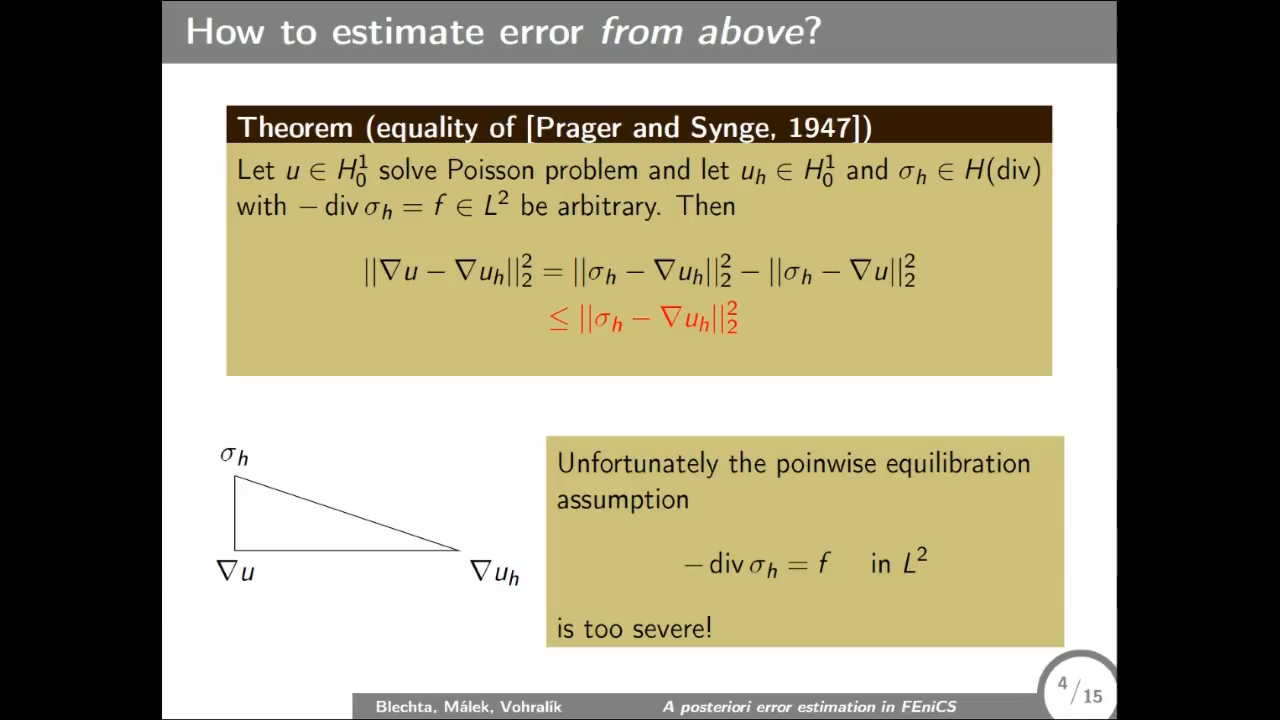 How to estimate error from above?
Theorem (equality of [Prager and Synge, 1947])
Let u ∈ H₀¹ solve Poisson problem and let uₕ ∈ H₀¹ and σₕ ∈ H(div)
with − div σₕ = f ∈ L² be arbitrary. Then
||∇u − ∇uₕ||₂² = ||σₕ − ∇uₕ||₂² − ||σₕ − ∇u||₂²
≤ ||σₕ − ∇uₕ||₂²
σₕ
∇u
∇uₕ
Unfortunately the poinwise equilibration
assumption
− div σₕ = f in L²
is too severe!
Blechta, Málek, Vohralík A posteriori error estimation in FEniCS
4/15